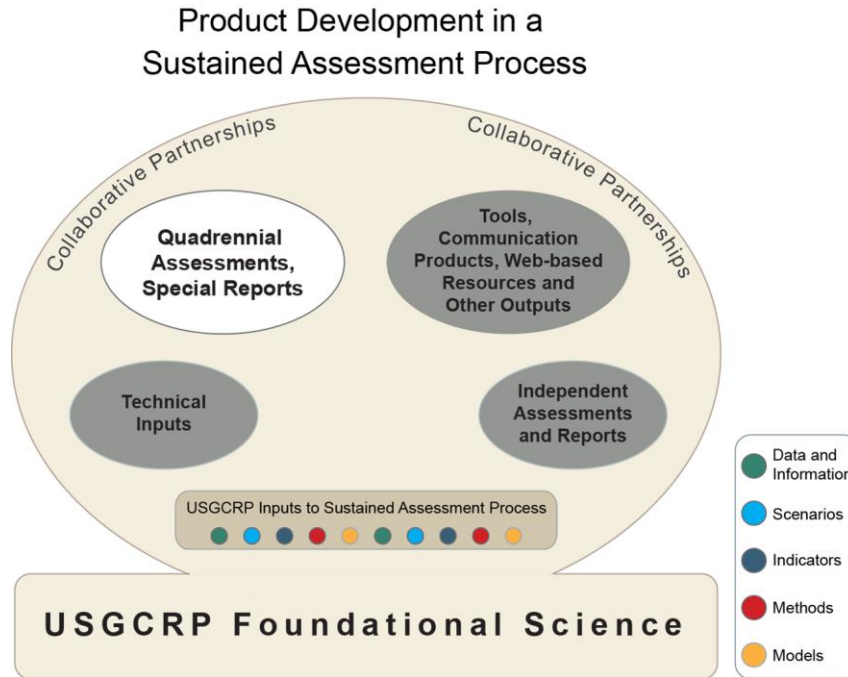 Product Development in a
Sustained Assessment Process
Collaborative Partnerships
Collaborative Partnerships
Quadrennial
Assessments,
Special Reports
Tools,
Communication
Products, Web-based
Resources and
Other Outputs
Technical
Inputs
Independent
Assessments
and Reports
USGCRP Inputs to Sustained Assessment Process
USGCRP Foundational Science
Data and
Information
Scenarios
Indicators
Methods
Models